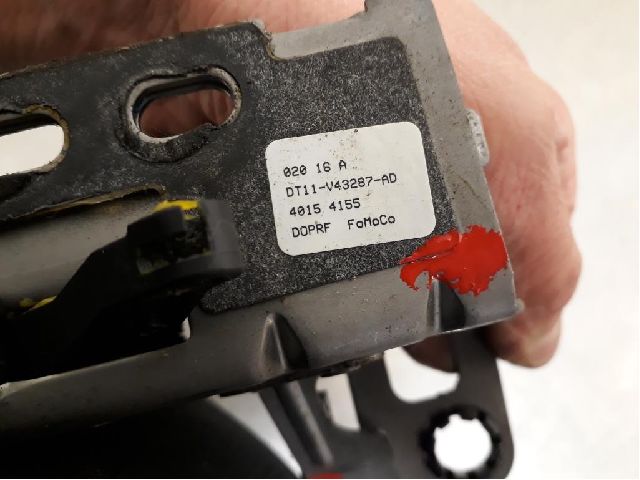 020 16 A
DT11-V43287-AD
4015 4155
DOPRF FoMoCo